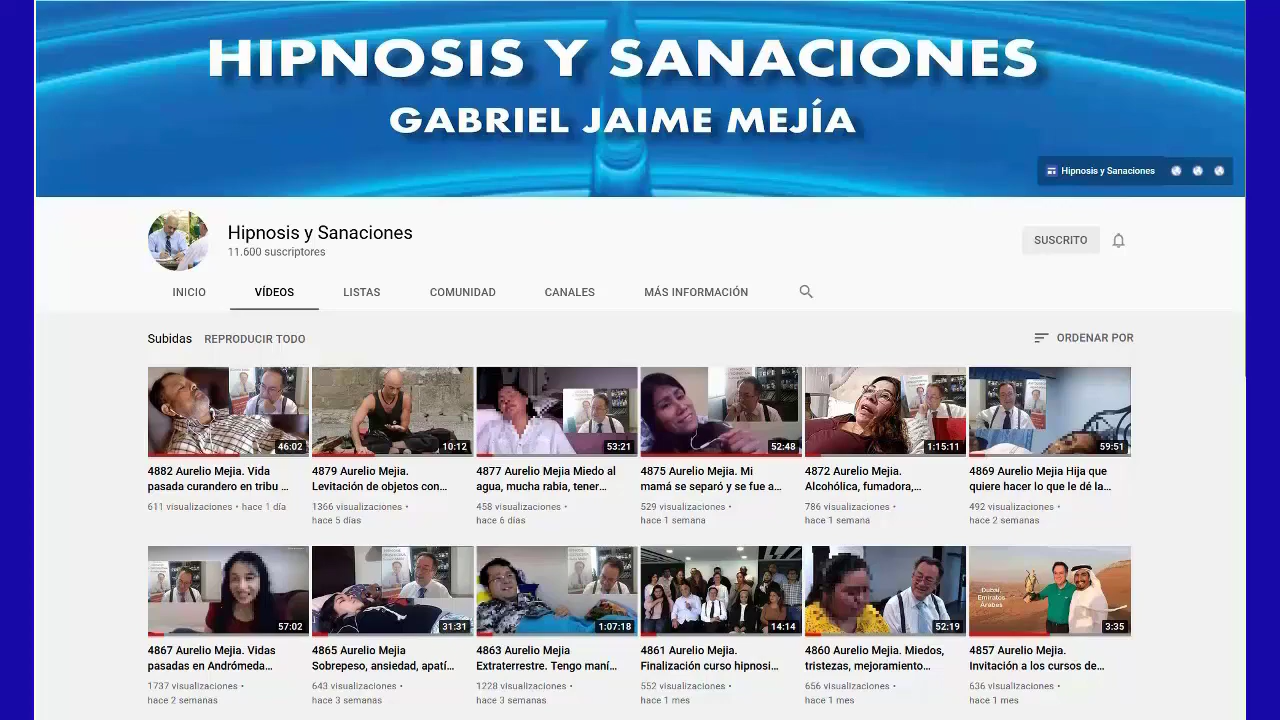 HIPNOSIS Y SANACIONES
GABRIEL JAIME MEJÍA
Hipnosis y Sanaciones
Hipnosis y Sanaciones
11.600 suscriptores
SUSCRITO
INICIO VÍDEOS LISTAS COMUNIDAD CANALES MÁS INFORMACIÓN
Subidas REPRODUCIR TODO ORDENAR POR
46:02 10:12 53:21 52:48 1:15:11 59:51
4882 Aurelio Mejia. Vida
pasada curandero en tribu ...
611 visualizaciones • hace 1 día
4879 Aurelio Mejia.
Levitación de objetos con...
1366 visualizaciones •
hace 5 días
4877 Aurelio Mejia Miedo al
agua, mucha rabia, tener...
458 visualizaciones •
hace 6 días
4875 Aurelio Mejia. Mi
mamá se separó y se fue a...
529 visualizaciones •
hace 1 semana
4872 Aurelio Mejia.
Alcohólica, fumadora,...
786 visualizaciones •
hace 1 semana
4869 Aurelio Mejia Hija que
quiere hacer lo que le dé la...
492 visualizaciones •
hace 2 semanas
Dubai,
Emiratos
Árabes
57:02 31:31 1:07:18 14:14 52:19 3:35
4867 Aurelio Mejia. Vidas
pasadas en Andrómeda...
1737 visualizaciones •
hace 2 semanas
4865 Aurelio Mejia
Sobrepeso, ansiedad, apatí...
643 visualizaciones •
hace 3 semanas
4863 Aurelio Mejia
Extraterrestre. Tengo maní...
1228 visualizaciones •
hace 3 semanas
4861 Aurelio Mejia.
Finalización curso hipnosi...
552 visualizaciones •
hace 1 mes
4860 Aurelio Mejia. Miedos,
tristezas, mejoramiento...
656 visualizaciones •
hace 1 mes
4857 Aurelio Mejia.
Invitación a los cursos de...
636 visualizaciones •
hace 1 mes